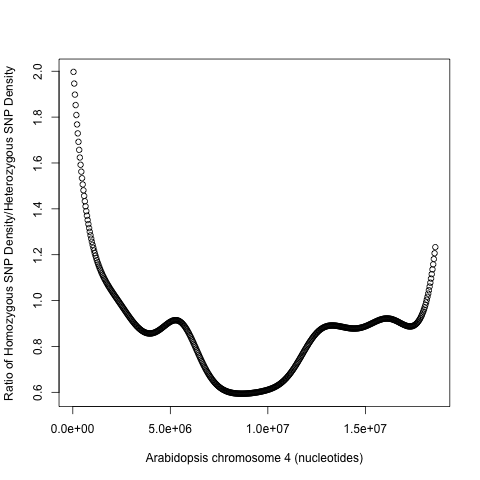 Ratio of Homozygous SNP Density/Heterozygous SNP Density
2.0
1.8
1.6
1.4
1.2
1.0
0.8
0.6
0.0e+00 5.0e+06 1.0e+07 1.5e+07
Arabidopsis chromosome 4 (nucleotides)